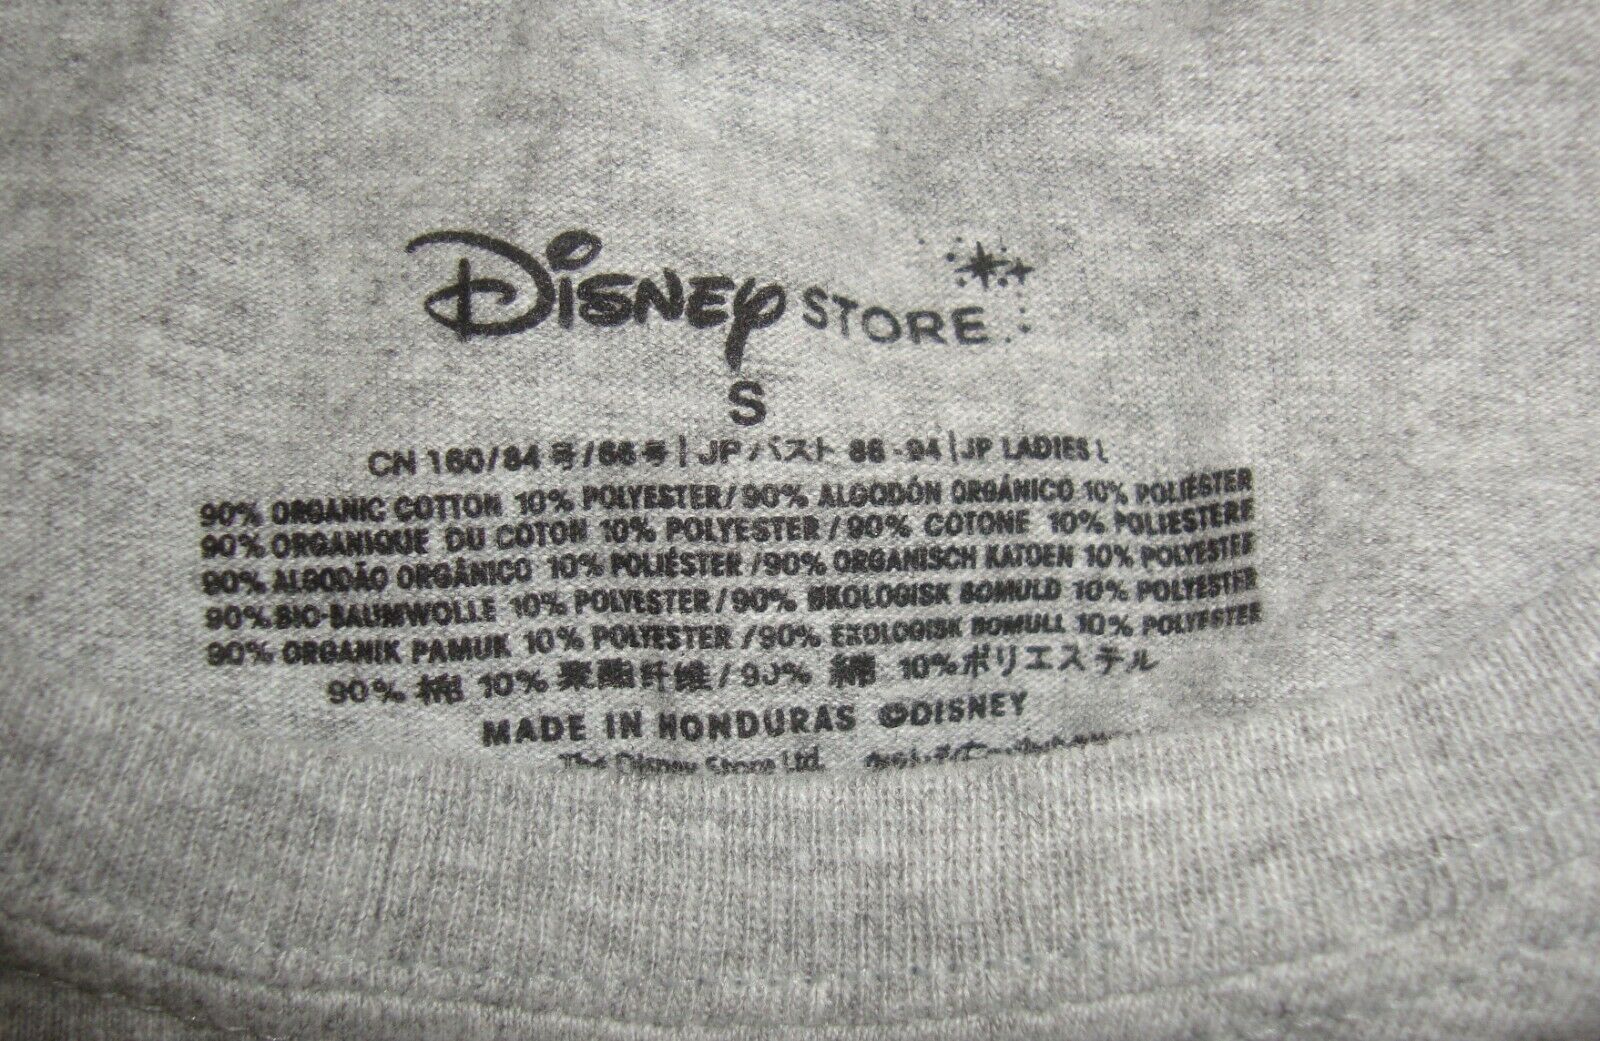 Disney STORE
S
CN 160/84 号/66号 | JP バスト 86-94 | JP LADIES L
90% ORGANIC COTTON 10% POLYESTER/90% ALGODÓN ORGÁNICO 10% POLIÉSTER
90% ORGANIQUE DU COTON 10% POLYESTER/90% COTONE 10% POLIESTERE
90% ALGODÃO ORGÂNICO 10% POLIÉSTER/90% ORGANISCH KATOEN 10% POLYESTER
90% BIO-BAUMWOLLE 10% POLYESTER/90% ØKOLOGISK BOMULD 10% POLYESTER
90% ORGANIK PAMUK 10% POLYESTER/90% EKOLOGISK BOMULL 10% POLYESTER
90% 棉 10% 聚酯纤维/90% 綿 10%ポリエステル
MADE IN HONDURAS ©DISNEY
The Disney Store Ltd.